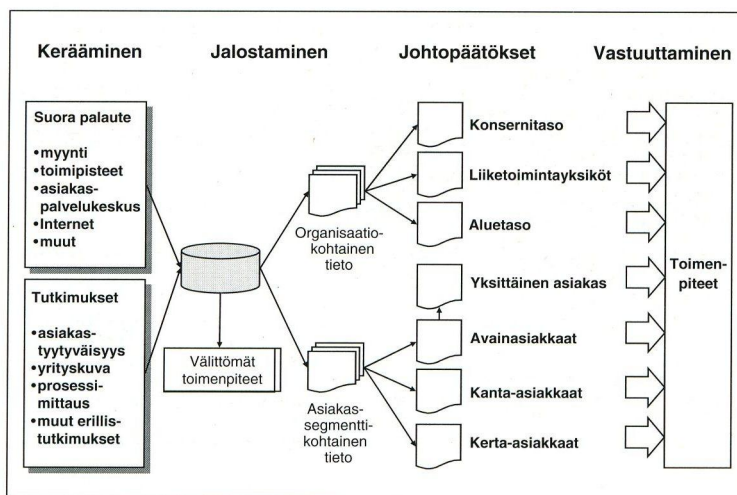 Kerääminen
Jalostaminen
Johtopäätökset
Vastuuttaminen
Suora palaute
•myynti
•toimipisteet
•asiakas-
palvelukeskus
•Internet
•muut
Tutkimukset
•asiakas-
tyytyväisyys
•yrityskuva
•prosessi-
mittaus
•muut erillis-
tutkimukset
Välittömät
toimenpiteet
Organisaatio-
kohtainen
tieto
Asiakas-
segmentti-
kohtainen
tieto
Konsernitaso
Liiketoimintayksiköt
Aluetaso
Yksittäinen asiakas
Avainasiakkaat
Kanta-asiakkaat
Kerta-asiakkaat
Toimen-
piteet